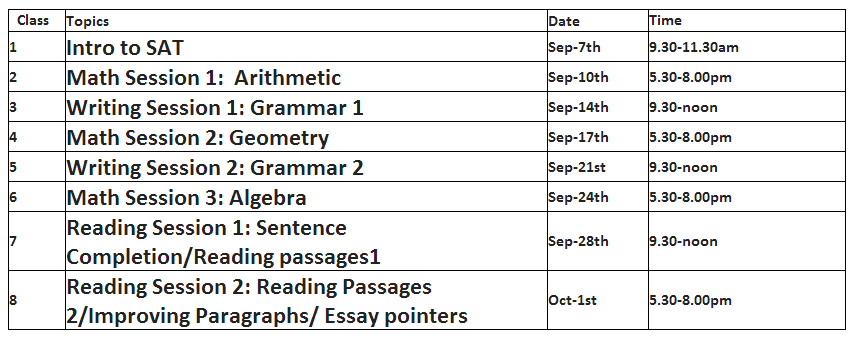 Class Topics Date Time
1 Intro to SAT Sep-7th 9.30-11.30am
2 Math Session 1:  Arithmetic Sep-10th 5.30-8.00pm
3 Writing Session 1: Grammar 1 Sep-14th 9.30-noon
4 Math Session 2: Geometry Sep-17th 5.30-8.00pm
5 Writing Session 2: Grammar 2 Sep-21st 9.30-noon
6 Math Session 3: Algebra Sep-24th 5.30-8.00pm
7 Reading Session 1: Sentence
Completion/Reading passages1 Sep-28th 9.30-noon
8 Reading Session 2: Reading Passages
2/Improving Paragraphs/ Essay pointers Oct-1st 5.30-8.00pm